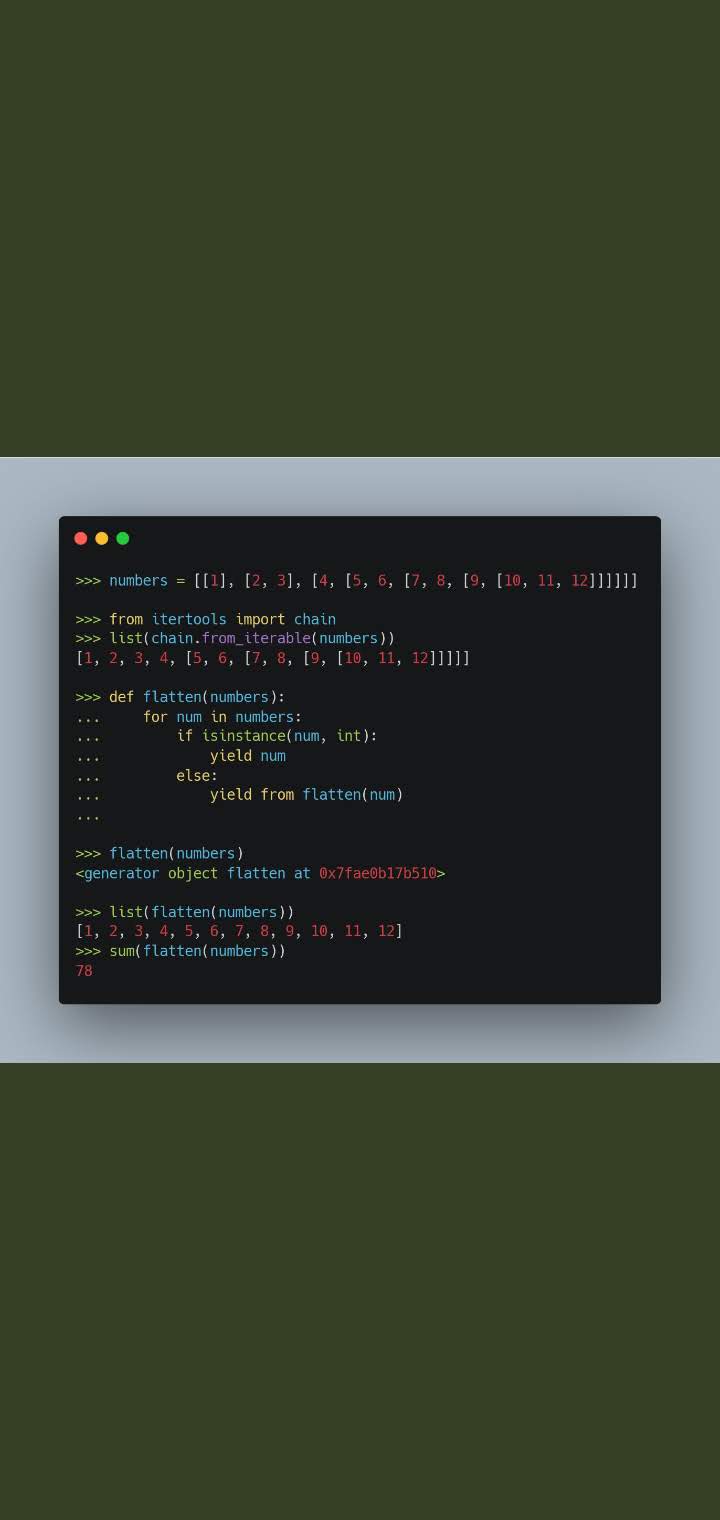 >>> numbers = [[1], [2, 3], [4, [5, 6, [7, 8, [9, [10, 11, 12]]]]]]
>>> from itertools import chain
>>> list(chain.from_iterable(numbers))
[1, 2, 3, 4, [5, 6, [7, 8, [9, [10, 11, 12]]]]]
>>> def flatten(numbers):
...     for num in numbers:
...         if isinstance(num, int):
...             yield num
...         else:
...             yield from flatten(num)
...
>>> flatten(numbers)
<generator object flatten at 0x7fae0b17b510>
>>> list(flatten(numbers))
[1, 2, 3, 4, 5, 6, 7, 8, 9, 10, 11, 12]
>>> sum(flatten(numbers))
78